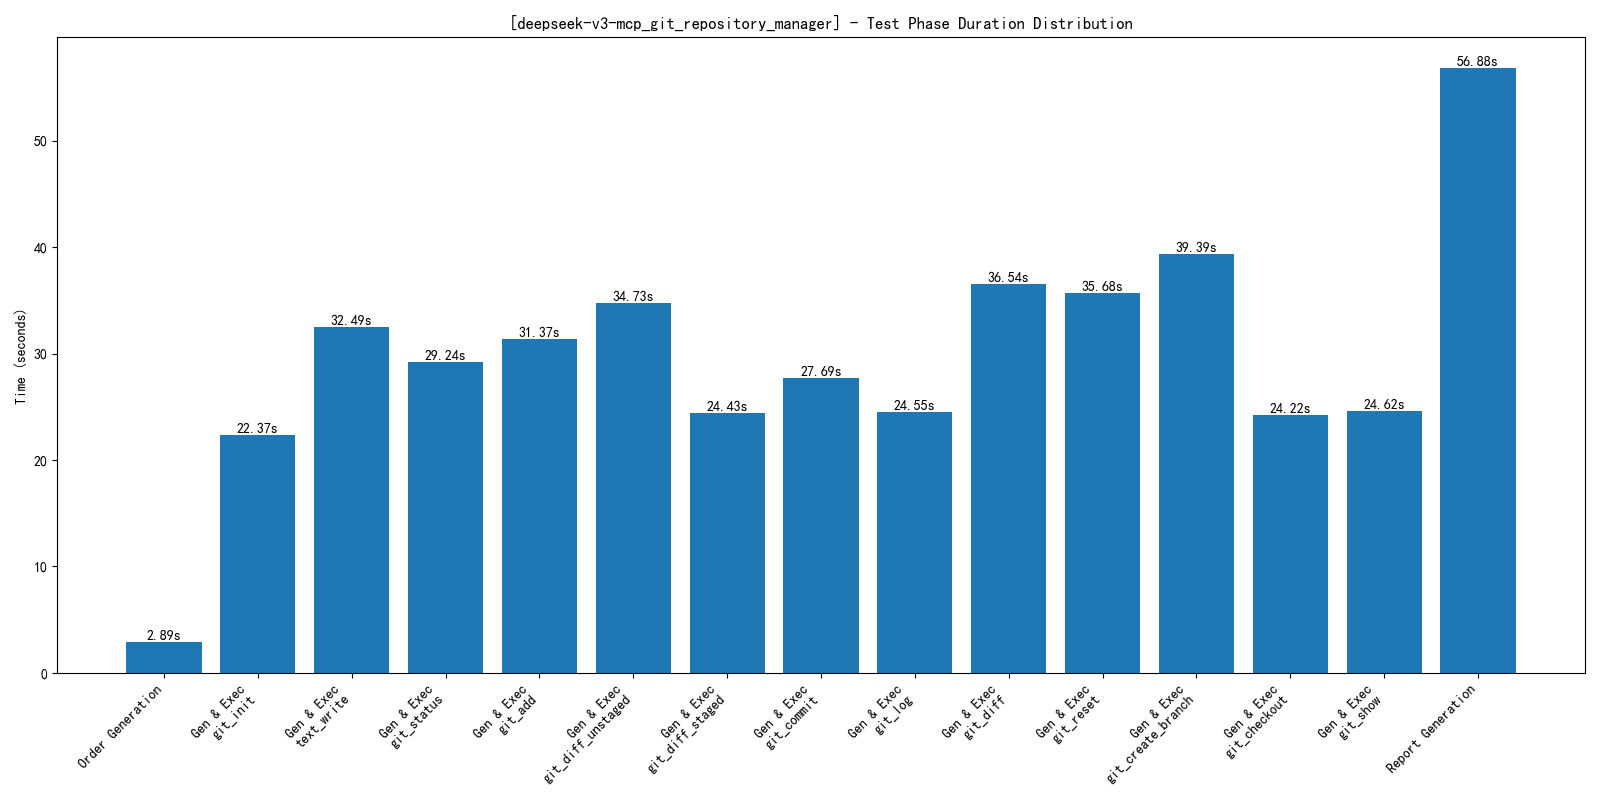 [deepseek-v3-mcp_git_repository_manager] - Test Phase Duration Distribution
Time (seconds)
50
40
30
20
10
0
2.89s
22.37s
32.49s
29.24s
31.37s
34.73s
24.43s
27.69s
24.55s
36.54s
35.68s
39.39s
24.22s
24.62s
56.88s
Order Generation
Gen & Exec
git_init
Gen & Exec
text_write
Gen & Exec
git_status
Gen & Exec
git_add
Gen & Exec
git_diff_unstaged
Gen & Exec
git_diff_staged
Gen & Exec
git_commit
Gen & Exec
git_log
Gen & Exec
git_diff
Gen & Exec
git_reset
Gen & Exec
git_create_branch
Gen & Exec
git_checkout
Gen & Exec
git_show
Report Generation